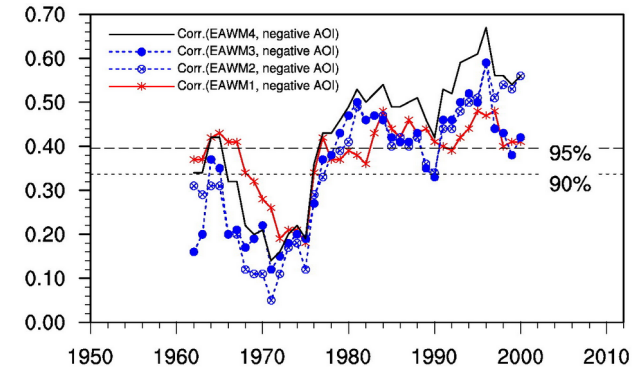 0.70
0.60
0.50
0.40
0.30
0.20
0.10
0.00
Corr.(EAWM4, negative AOI)
Corr.(EAWM3, negative AOI)
Corr.(EAWM2, negative AOI)
Corr.(EAWM1, negative AOI)
95%
90%
1950 1960 1970 1980 1990 2000 2010